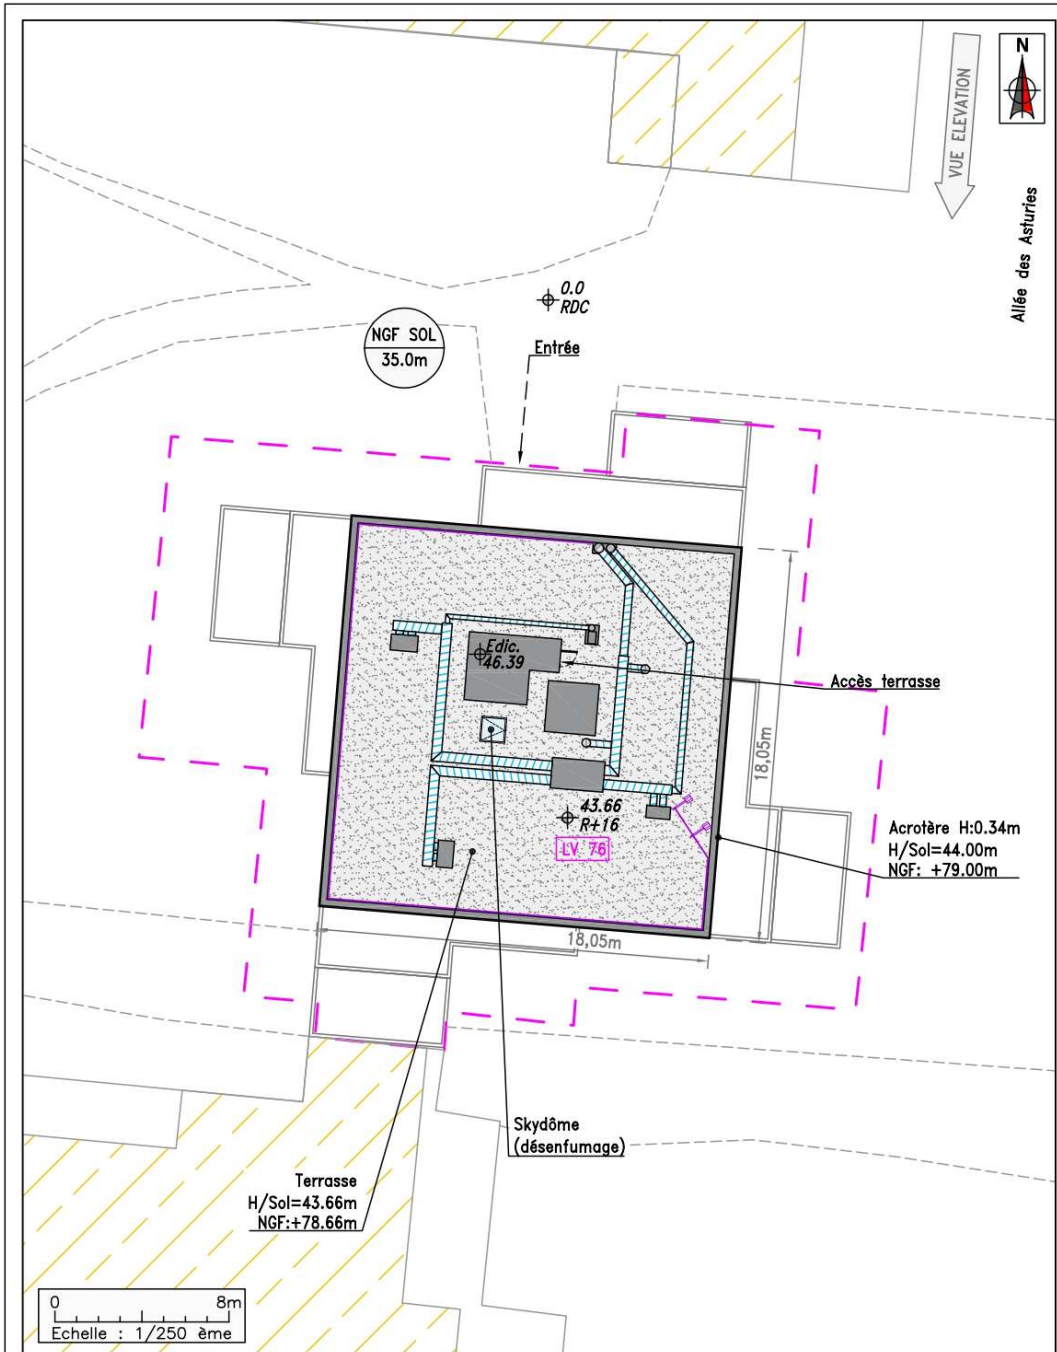 N
VUE ELEVATION
Allée des Asturies
0.0
RDC
NGF SOL
35.0m
Entrée
Edic.
46.39
Accès terrasse
18,05m
43.66
R+16
LV 76
Acrotère H:0.34m
H/Sol=44.00m
NGF: +79.00m
18,05m
Skydôme
(désenfumage)
Terrasse
H/Sol=43.66m
NGF:+78.66m
0 8m
Echelle : 1/250 ème